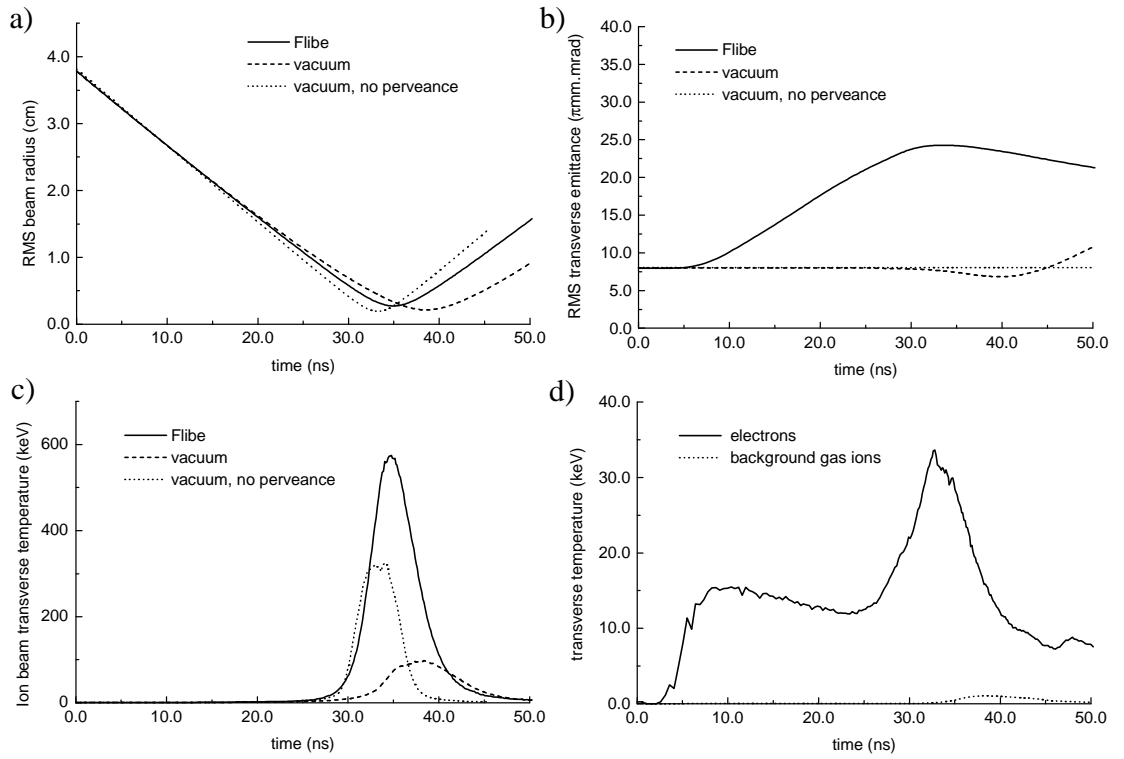 a)
RMS beam radius (cm)
4.0
3.0
2.0
1.0
0.0
Flibe
vacuum
vacuum, no perveance
0.0 10.0 20.0 30.0 40.0 50.0
time (ns)
b)
RMS transverse emittance (πmm.mrad)
40.0
35.0
30.0
25.0
20.0
15.0
10.0
5.0
0.0
Flibe
vacuum
vacuum, no perveance
0.0 10.0 20.0 30.0 40.0 50.0
time (ns)
c)
Ion beam transverse temperature (keV)
600
400
200
0
Flibe
vacuum
vacuum, no perveance
0.0 10.0 20.0 30.0 40.0 50.0
time (ns)
d)
transverse temperature (keV)
40.0
30.0
20.0
10.0
0.0
electrons
background gas ions
0.0 10.0 20.0 30.0 40.0 50.0
time (ns)